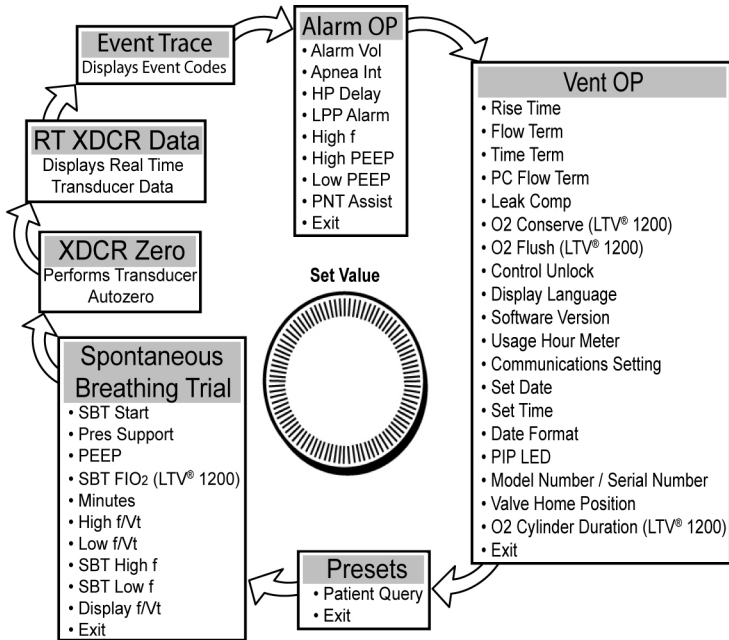 Event Trace
Displays Event Codes
Alarm OP
• Alarm Vol
• Apnea Int
• HP Delay
• LPP Alarm
• High f
• High PEEP
• Low PEEP
• PNT Assist
• Exit
Vent OP
• Rise Time
• Flow Term
• Time Term
• PC Flow Term
• Leak Comp
• O2 Conserve (LTV® 1200)
• O2 Flush (LTV® 1200)
• Control Unlock
• Display Language
• Software Version
• Usage Hour Meter
• Communications Setting
• Set Date
• Set Time
• Date Format
• PIP LED
• Model Number / Serial Number
• Valve Home Position
• O2 Cylinder Duration (LTV® 1200)
• Exit
Presets
• Patient Query
• Exit
Spontaneous
Breathing Trial
• SBT Start
• Pres Support
• PEEP
• SBT FIO2 (LTV® 1200)
• Minutes
• High f/Vt
• Low f/Vt
• SBT High f
• SBT Low f
• Display f/Vt
• Exit
XDCR Zero
Performs Transducer
Autozero
RT XDCR Data
Displays Real Time
Transducer Data
Set Value